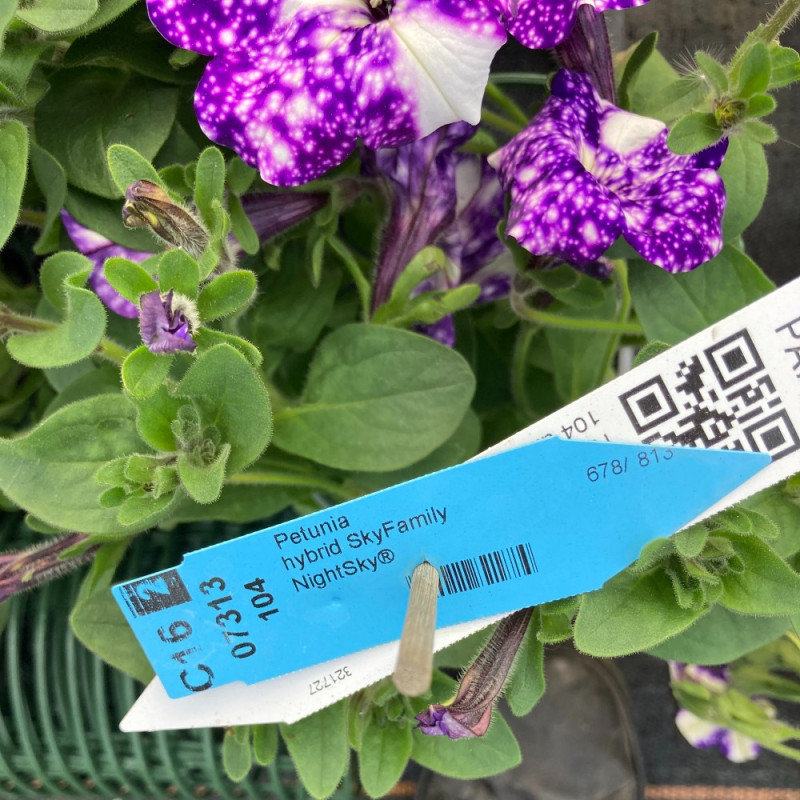 Petunia
hybrid SkyFamily
NightSky®
C16
07313
104
678/ 813
104
321727